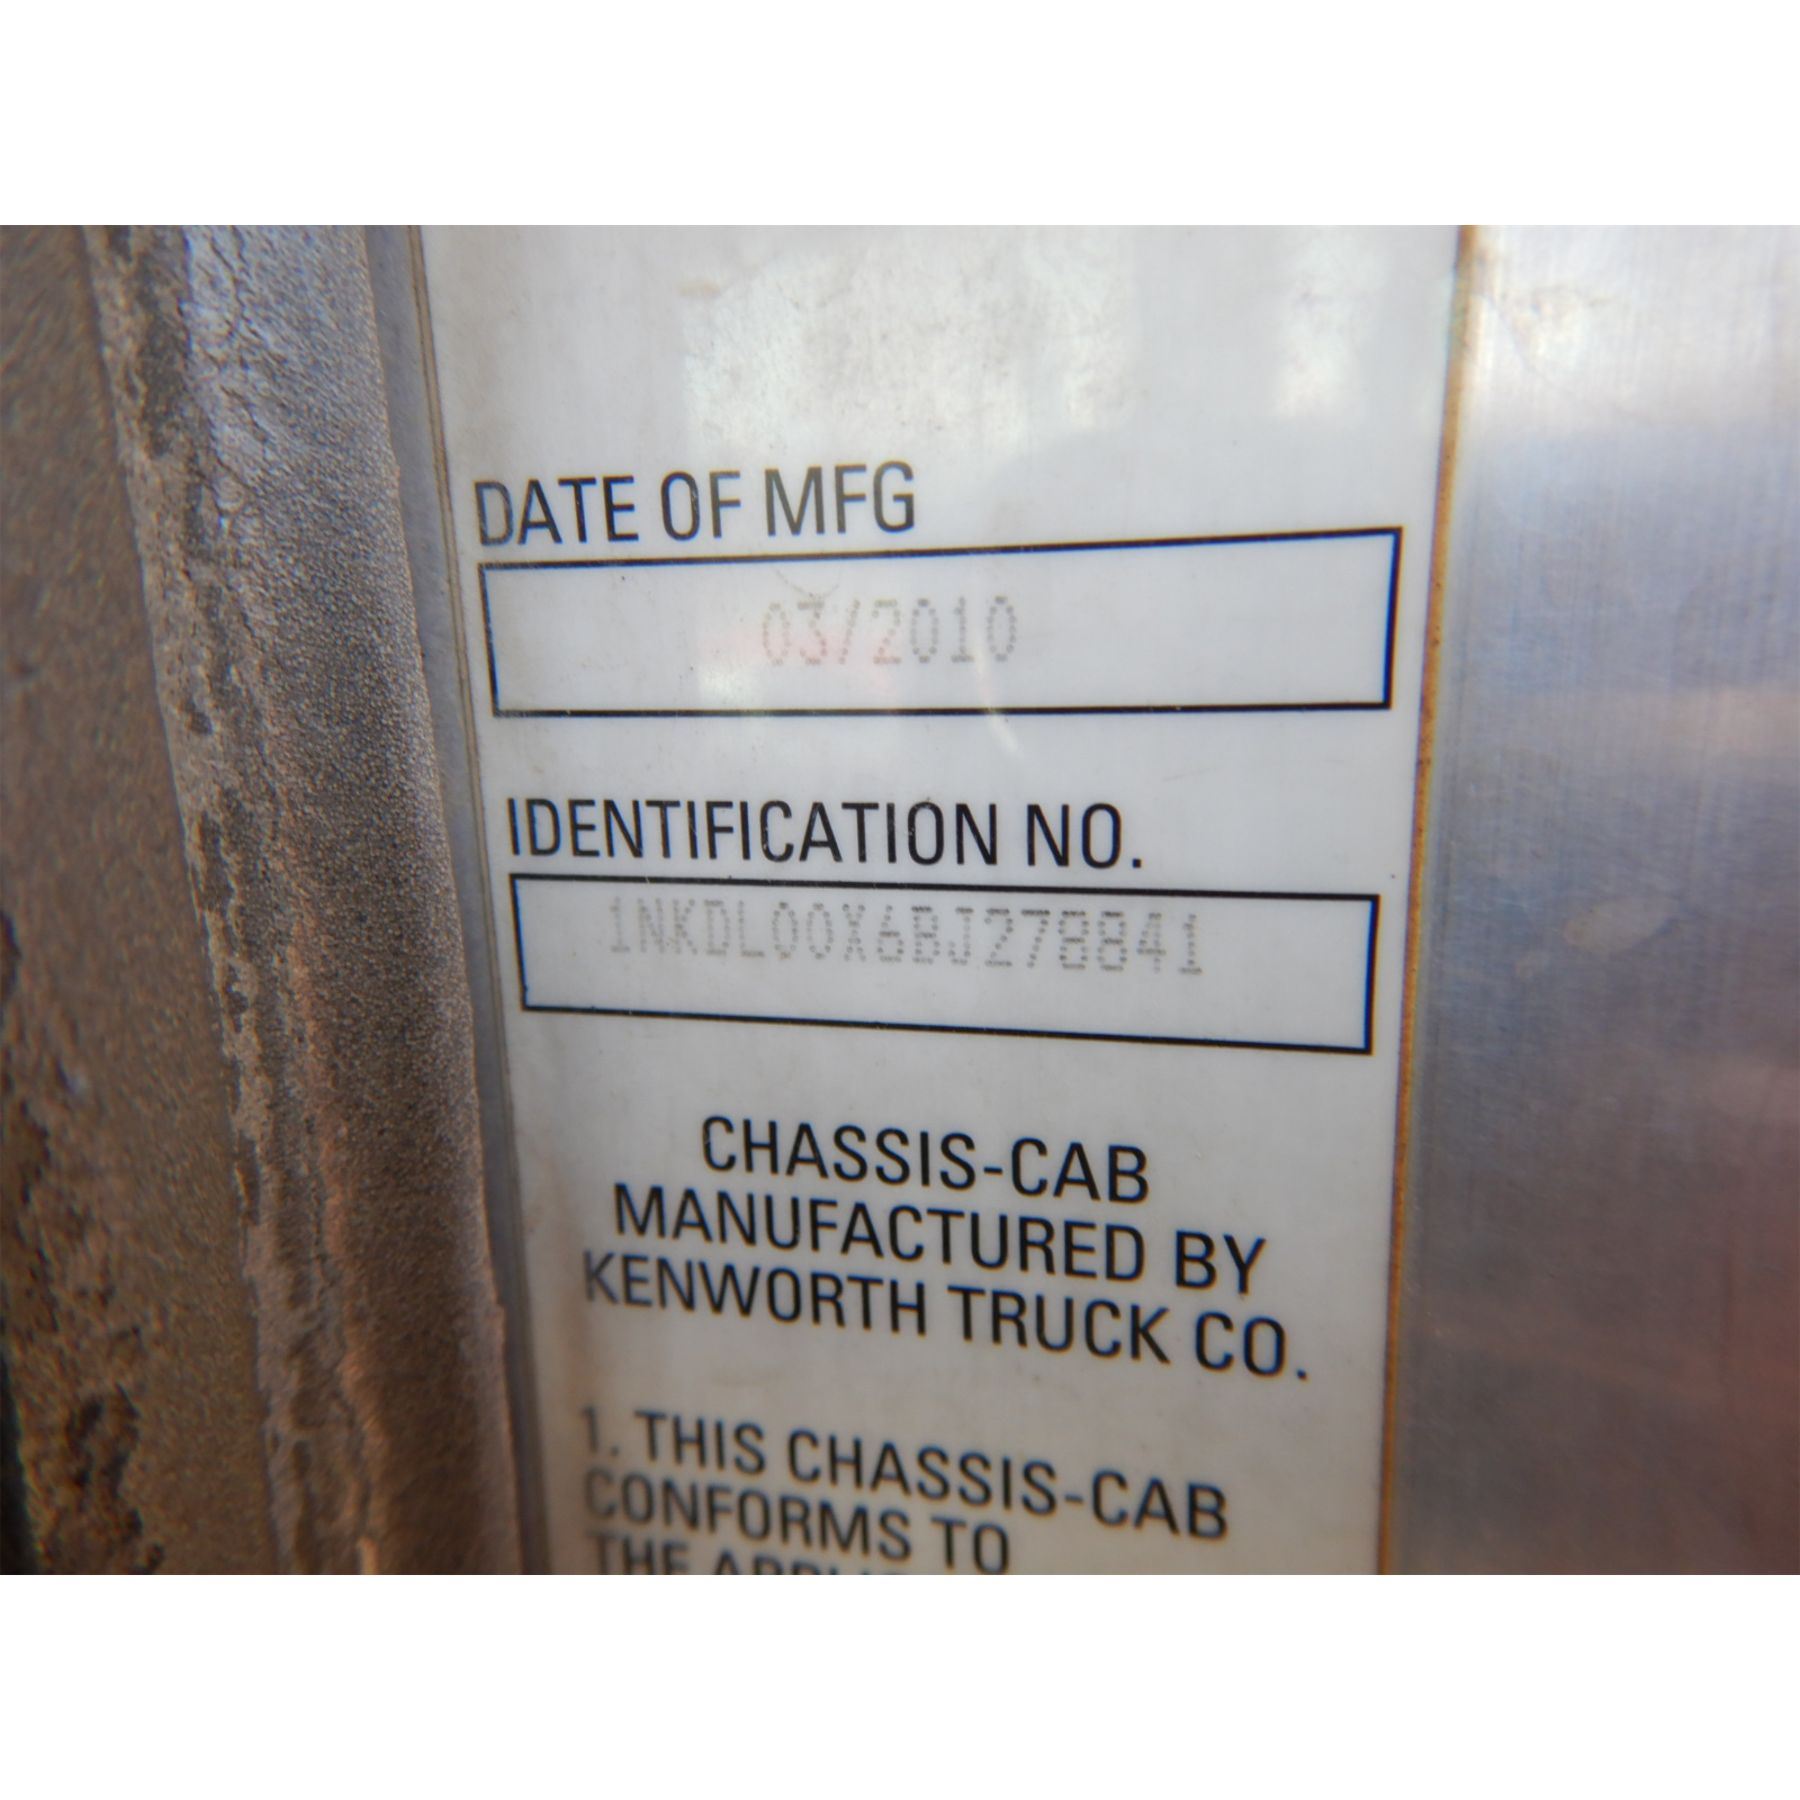 DATE OF MFG
03/2010
IDENTIFICATION NO.
1NKDL00X6BJ278841
CHASSIS-CAB
MANUFACTURED BY
KENWORTH TRUCK CO.
1. THIS CHASSIS-CAB
CONFORMS TO
THE